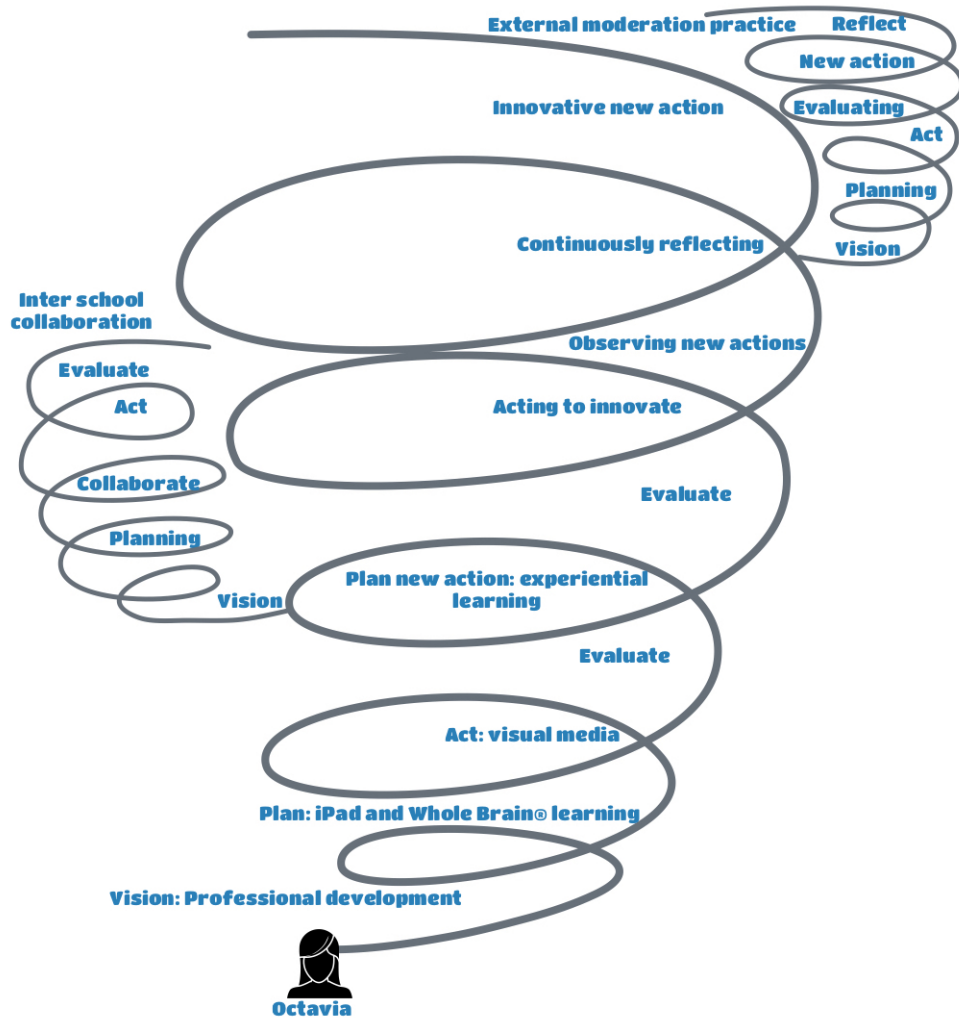 External moderation practice
Reflect
New action
Innovative new action
Evaluating
Act
Planning
Continuously reflecting
Vision
Inter school
collaboration
Observing new actions
Evaluate
Act
Acting to innovate
Collaborate
Evaluate
Planning
Plan new action: experiential
learning
Vision
Evaluate
Act: visual media
Plan: iPad and Whole Brain® learning
Vision: Professional development
Octavia